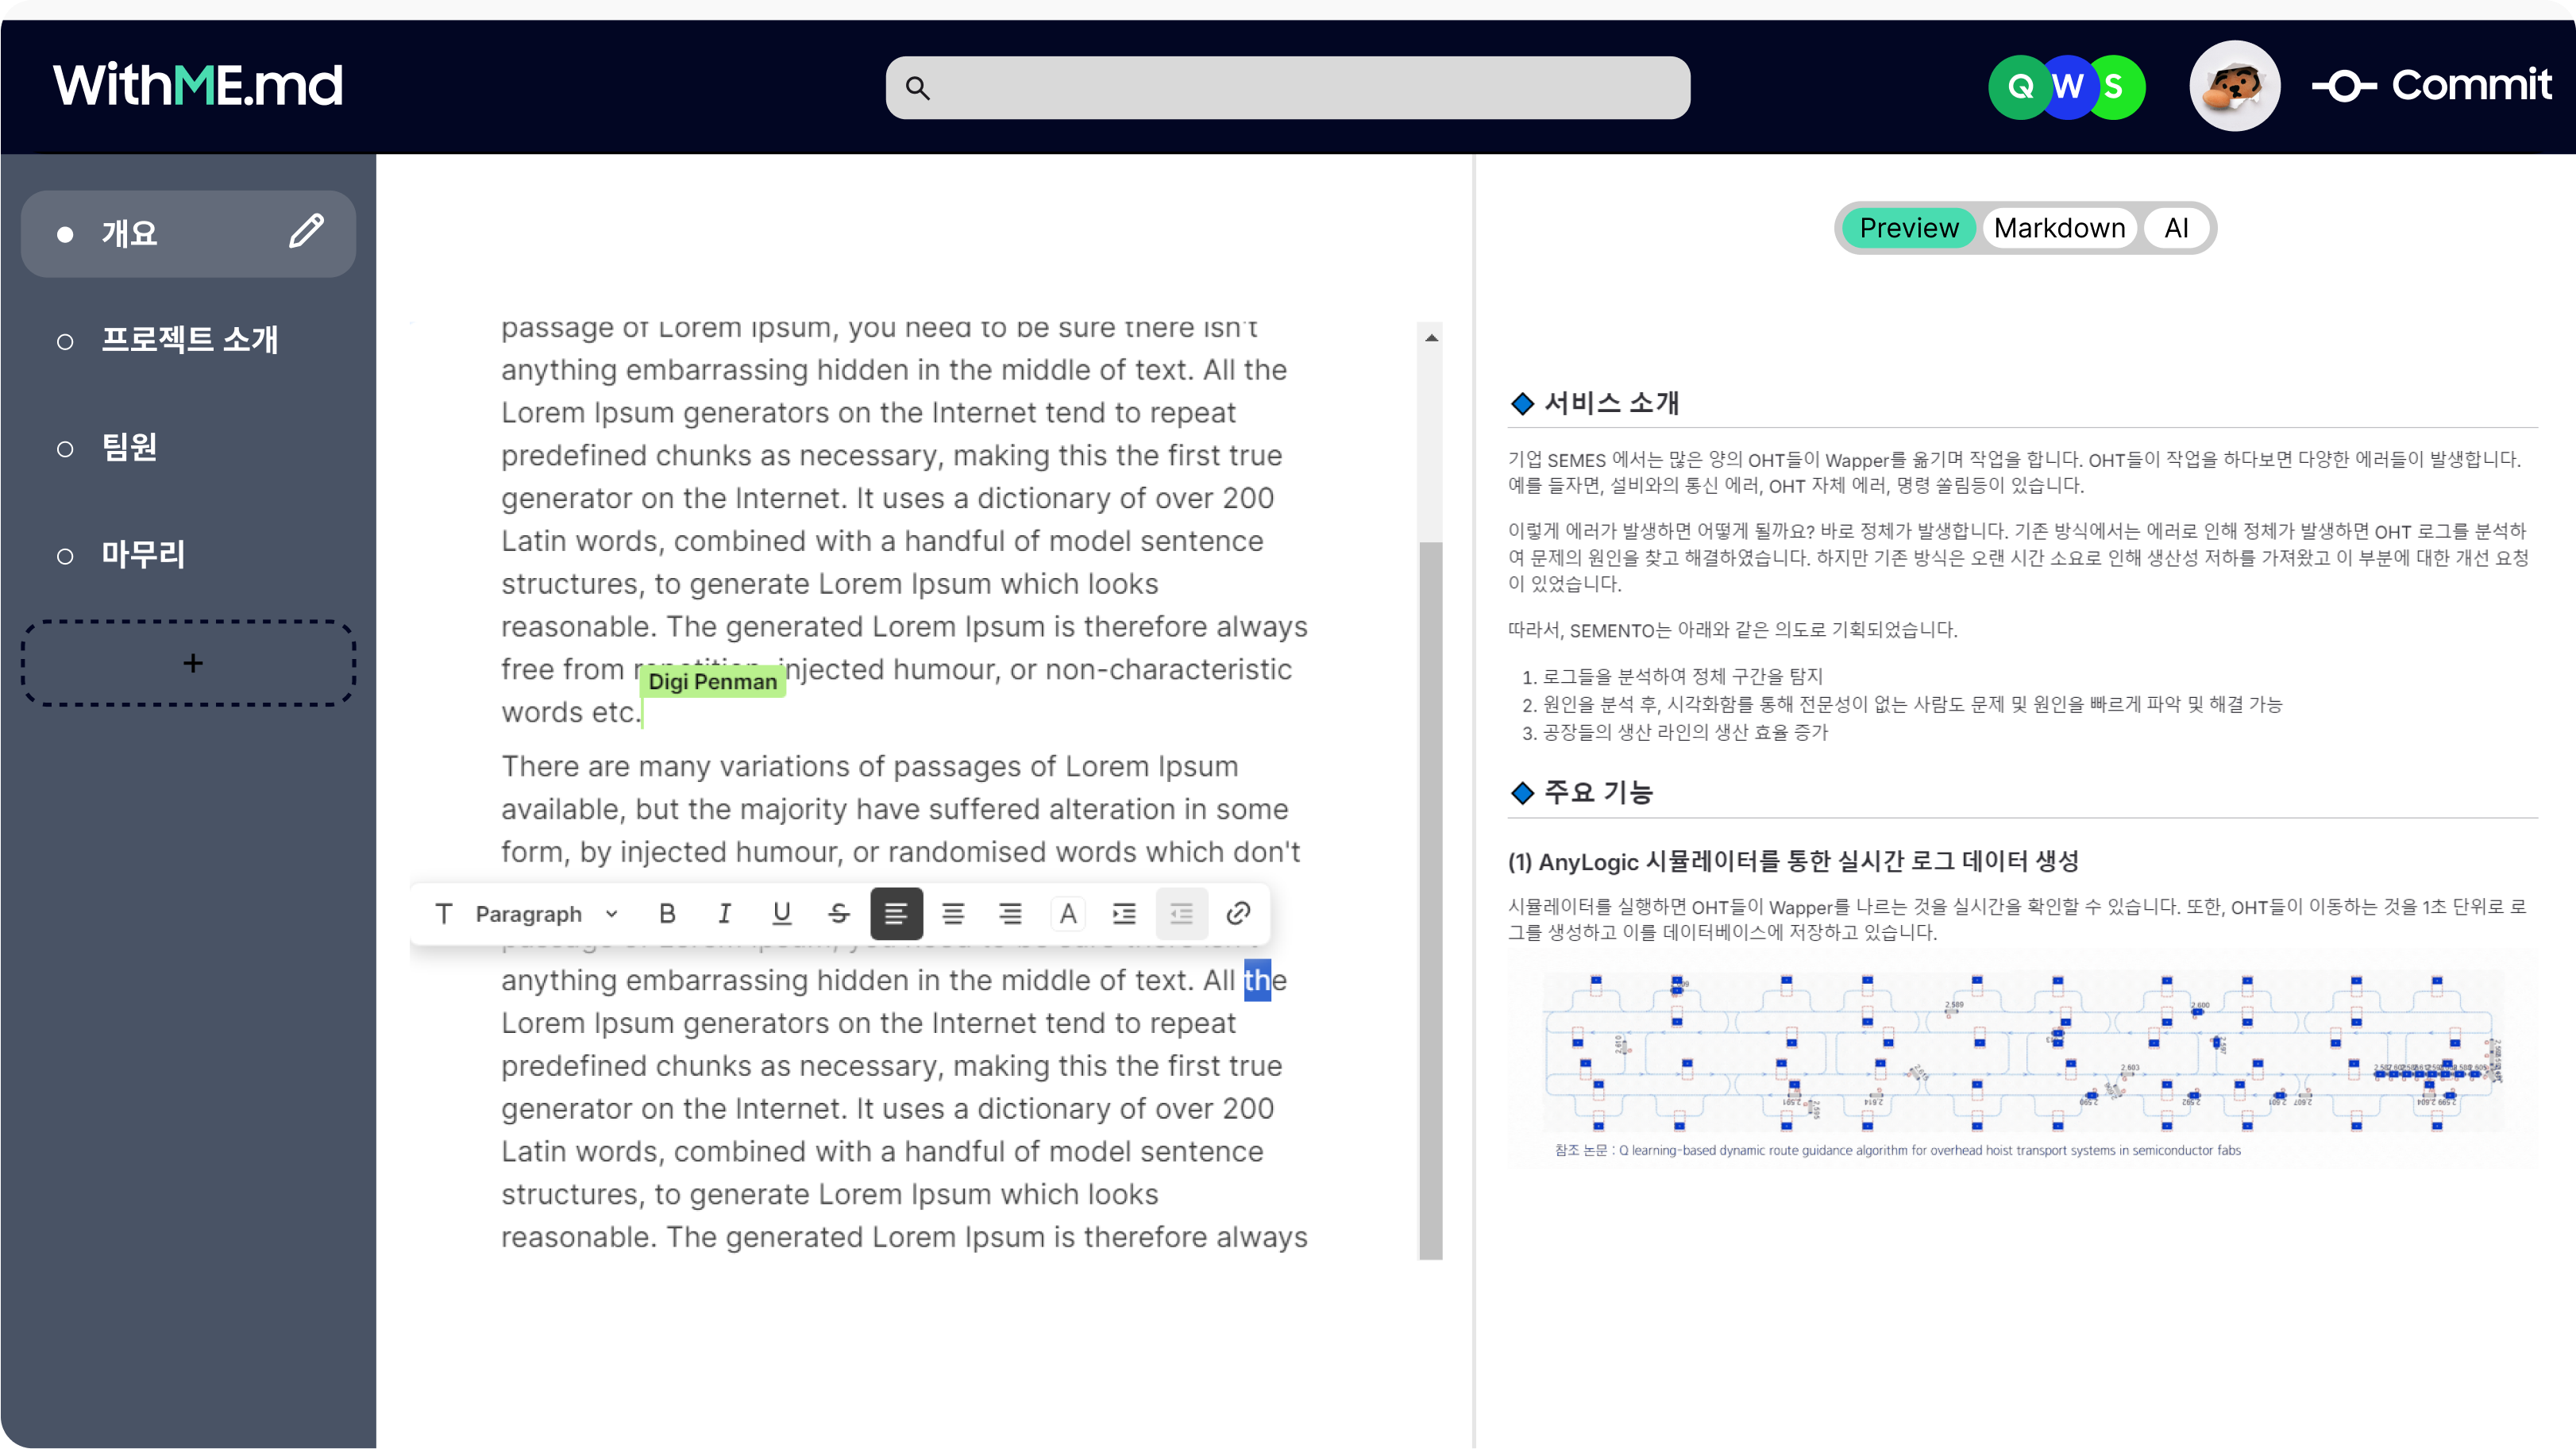 WithME.md
Q W S
Commit
개요
프로젝트 소개
팀원
마무리
+
passage of Lorem Ipsum, you need to be sure there isn't
anything embarrassing hidden in the middle of text. All the
Lorem Ipsum generators on the Internet tend to repeat
predefined chunks as necessary, making this the first true
generator on the Internet. It uses a dictionary of over 200
Latin words, combined with a handful of model sentence
structures, to generate Lorem Ipsum which looks
reasonable. The generated Lorem Ipsum is therefore always
free from repetition, injected humour, or non-characteristic
Digi Penman
words etc.
There are many variations of passages of Lorem Ipsum
available, but the majority have suffered alteration in some
form, by injected humour, or randomised words which don't
T Paragraph B I U S A
passage of Lorem Ipsum, you need to be sure there isn't
anything embarrassing hidden in the middle of text. All the
Lorem Ipsum generators on the Internet tend to repeat
predefined chunks as necessary, making this the first true
generator on the Internet. It uses a dictionary of over 200
Latin words, combined with a handful of model sentence
structures, to generate Lorem Ipsum which looks
reasonable. The generated Lorem Ipsum is therefore always
Preview Markdown AI
서비스 소개
기업 SEMES 에서는 많은 양의 OHT들이 Wapper를 옮기며 작업을 합니다. OHT들이 작업을 하다보면 다양한 에러들이 발생합니다.
예를 들자면, 설비와의 통신 에러, OHT 자체 에러, 명령 쏠림등이 있습니다.
이렇게 에러가 발생하면 어떻게 될까요? 바로 정체가 발생합니다. 기존 방식에서는 에러로 인해 정체가 발생하면 OHT 로그를 분석하
여 문제의 원인을 찾고 해결하였습니다. 하지만 기존 방식은 오랜 시간 소요로 인해 생산성 저하를 가져왔고 이 부분에 대한 개선 요청
이 있었습니다.
따라서, SEMENTO는 아래와 같은 의도로 기획되었습니다.
1. 로그들을 분석하여 정체 구간을 탐지
2. 원인을 분석 후, 시각화함를 통해 전문성이 없는 사람도 문제 및 원인을 빠르게 파악 및 해결 가능
3. 공장들의 생산 라인의 생산 효율 증가
주요 기능
(1) AnyLogic 시뮬레이터를 통한 실시간 로그 데이터 생성
시뮬레이터를 실행하면 OHT들이 Wapper를 나르는 것을 실시간을 확인할 수 있습니다. 또한, OHT들이 이동하는 것을 1초 단위로 로
그를 생성하고 이를 데이터베이스에 저장하고 있습니다.
2,589
2,600
2,610
2,603
참조 논문 : Q learning-based dynamic route guidance algorithm for overhead hoist transport systems in semiconductor fabs